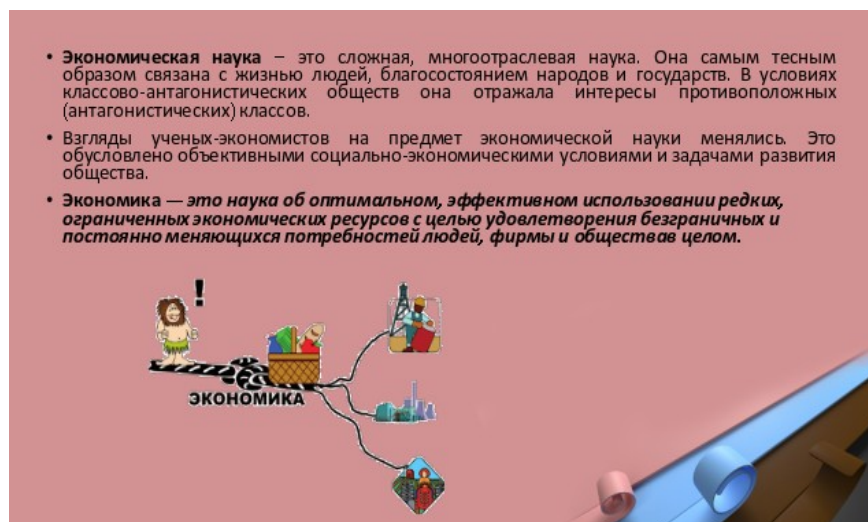 • Экономическая наука – это сложная, многоотраслевая наука. Она самым тесным
образом связана с жизнью людей, благосостоянием народов и государств. В условиях
классово-антагонистических обществ она отражала интересы противоположных
(антагонистических) классов.
• Взгляды ученых-экономистов на предмет экономической науки менялись. Это
обусловлено объективными социально-экономическими условиями и задачами развития
общества.
• Экономика — это наука об оптимальном, эффективном использовании редких,
ограниченных экономических ресурсов с целью удовлетворения безграничных и
постоянно меняющихся потребностей людей, фирмы и обществав целом.
!
ЭКОНОМИКА